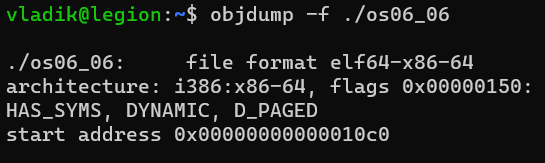 vladik@legion:~$ objdump -f ./os06_06
./os06_06:     file format elf64-x86-64
architecture: i386:x86-64, flags 0x00000150:
HAS_SYMS, DYNAMIC, D_PAGED
start address 0x00000000000010c0